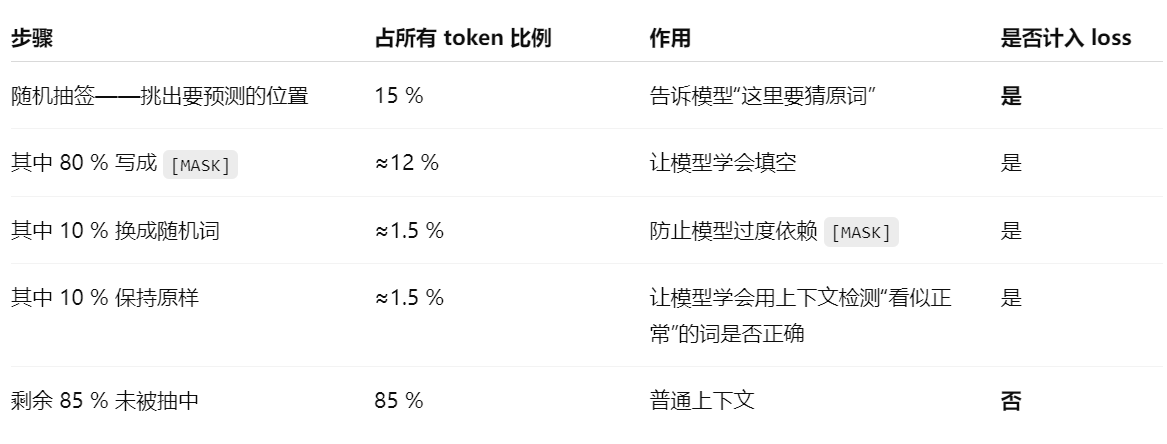 步骤 占所有 token 比例 作用 是否计入 loss
随机抽签——挑出要预测的位置 15 % 告诉模型“这里要猜原词” 是
其中 80 % 写成 [MASK] ≈12 % 让模型学会填空 是
其中 10 % 换成随机词 ≈1.5 % 防止模型过度依赖 [MASK] 是
其中 10 % 保持原样 ≈1.5 % 让模型学会用上下文检测“看似正 是
常”的词是否正确
剩余 85 % 未被抽中 85 % 普通上下文 否